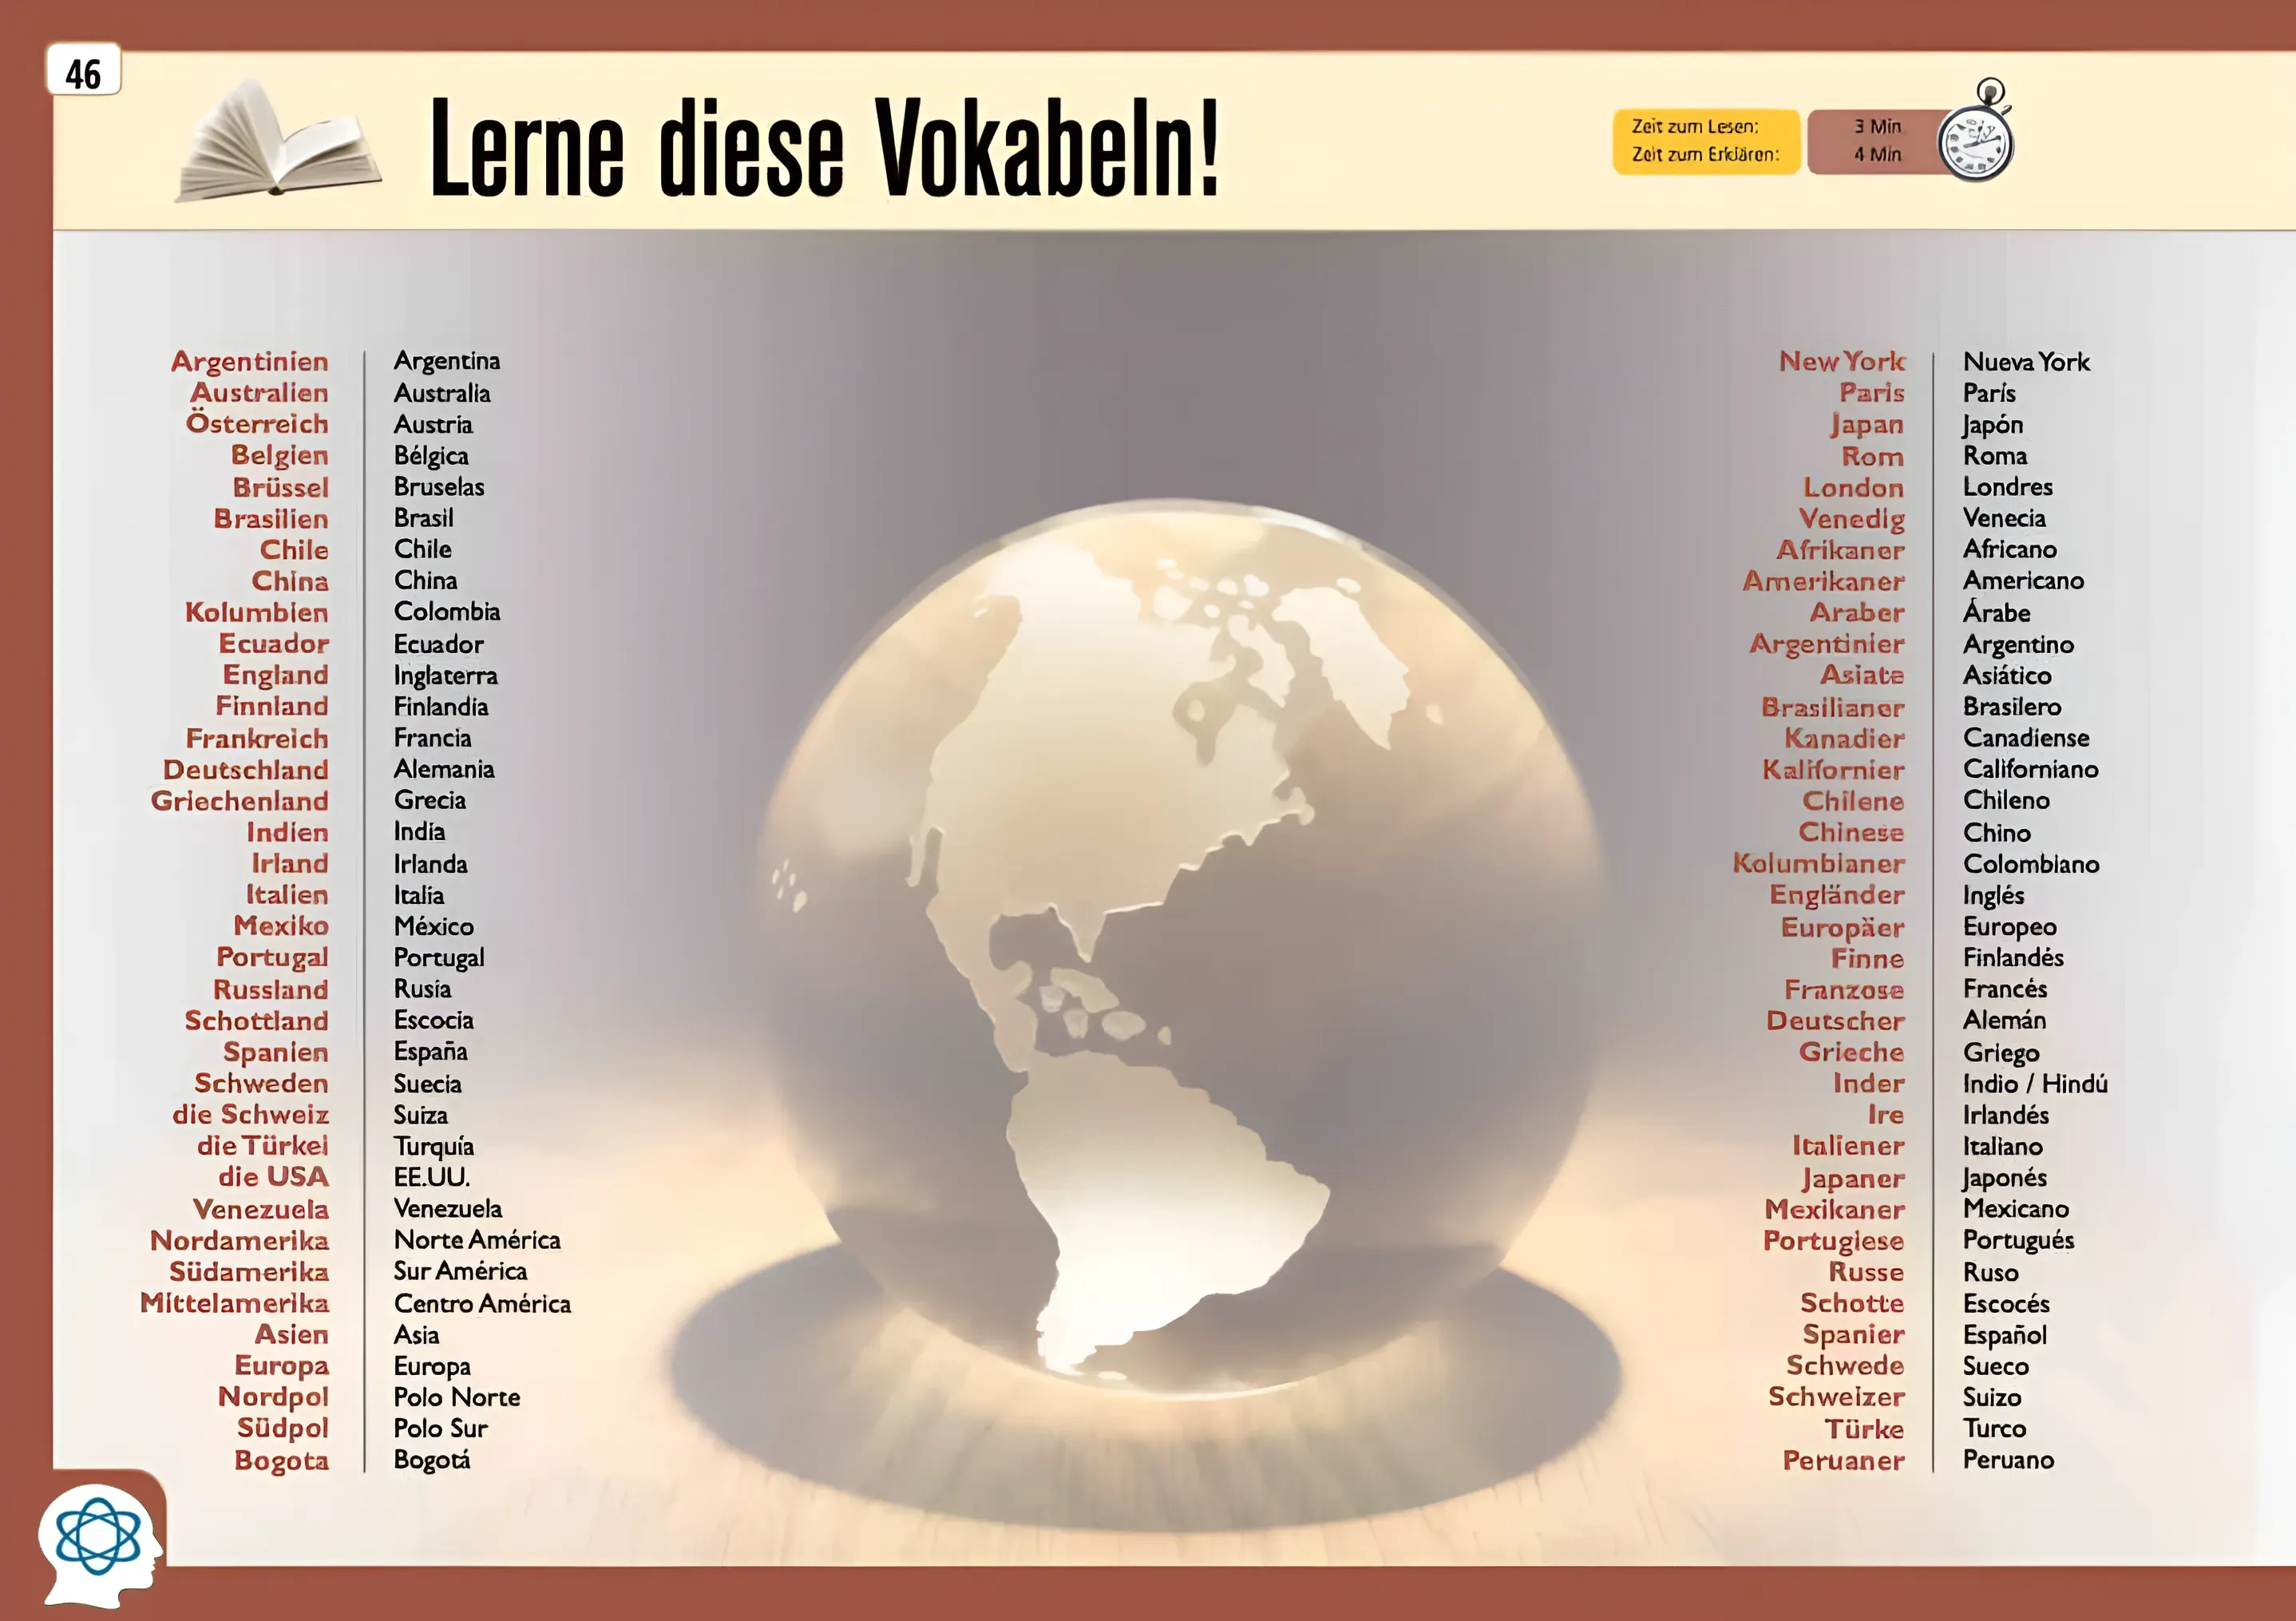 46
Lerne diese Vokabeln!
Zeit zum Lesen: 3 Min
Zeit zum Erklären: 4 Min
Argentinien Argentina
Australien Australia
Österreich Austria
Belgien Bélgica
Brüssel Bruselas
Brasilien Brasil
Chile Chile
China China
Kolumbien Colombia
Ecuador Ecuador
England Inglaterra
Finnland Finlandia
Frankreich Francia
Deutschland Alemania
Griechenland Grecia
Indien India
Irland Irlanda
Italien Italia
Mexiko México
Portugal Portugal
Russland Rusia
Schottland Escocia
Spanien España
Schweden Suecia
die Schweiz Suiza
die Türkei Turquía
die USA EE.UU.
Venezuela Venezuela
Nordamerika Norte América
Südamerika Sur América
Mittelamerika Centro América
Asien Asia
Europa Europa
Nordpol Polo Norte
Südpol Polo Sur
Bogota Bogotá
New York Nueva York
Paris París
Japan Japón
Rom Roma
London Londres
Venedig Venecia
Afrikaner Africano
Amerikaner Americano
Araber Árabe
Argentinier Argentino
Asiate Asiático
Brasilianer Brasilero
Kanadier Canadiense
Kalifornier Californiano
Chilene Chileno
Chinese Chino
Kolumbianer Colombiano
Engländer Inglés
Europäer Europeo
Finne Finlandés
Franzose Francés
Deutscher Alemán
Grieche Griego
Inder Indio / Hindú
Ire Irlandés
Italiener Italiano
Japaner Japonés
Mexikaner Mexicano
Portugiese Portugués
Russe Ruso
Schotte Escocés
Spanier Español
Schwede Sueco
Schweizer Suizo
Türke Turco
Peruaner Peruano